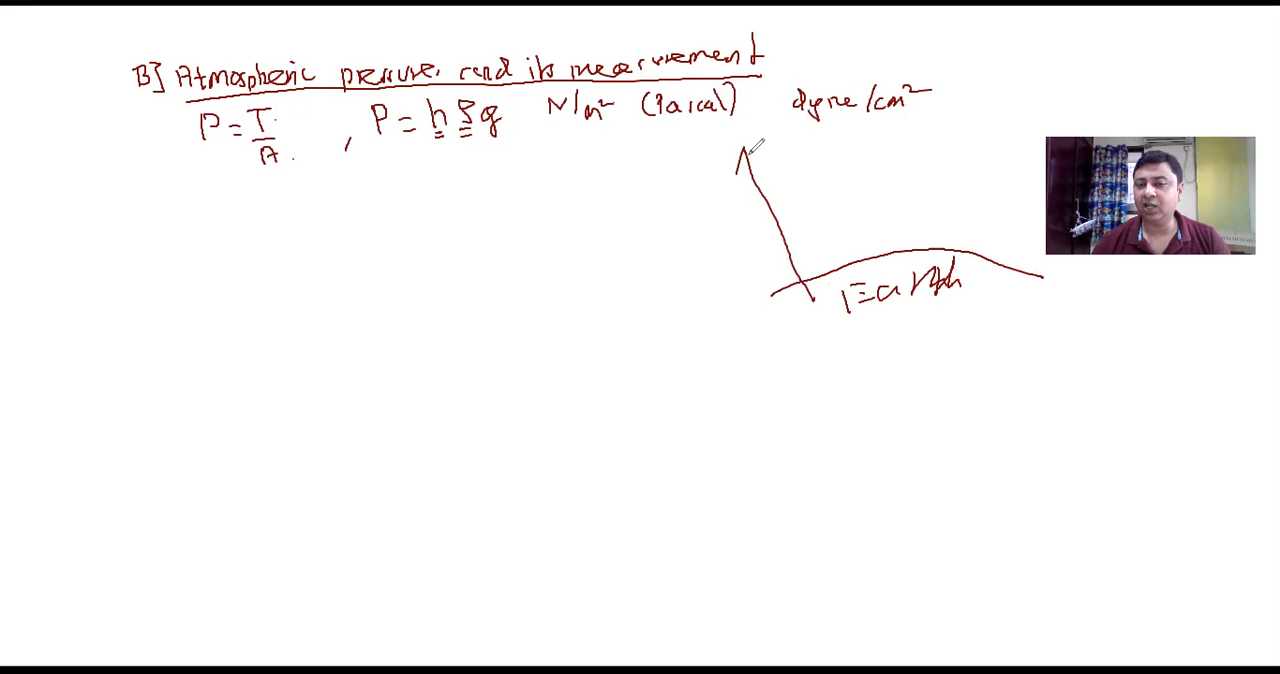 B] Atmospheric pressure and its measurement
P = T/A , P = hρg N/m² (Pascal) dyne/cm²
Earth